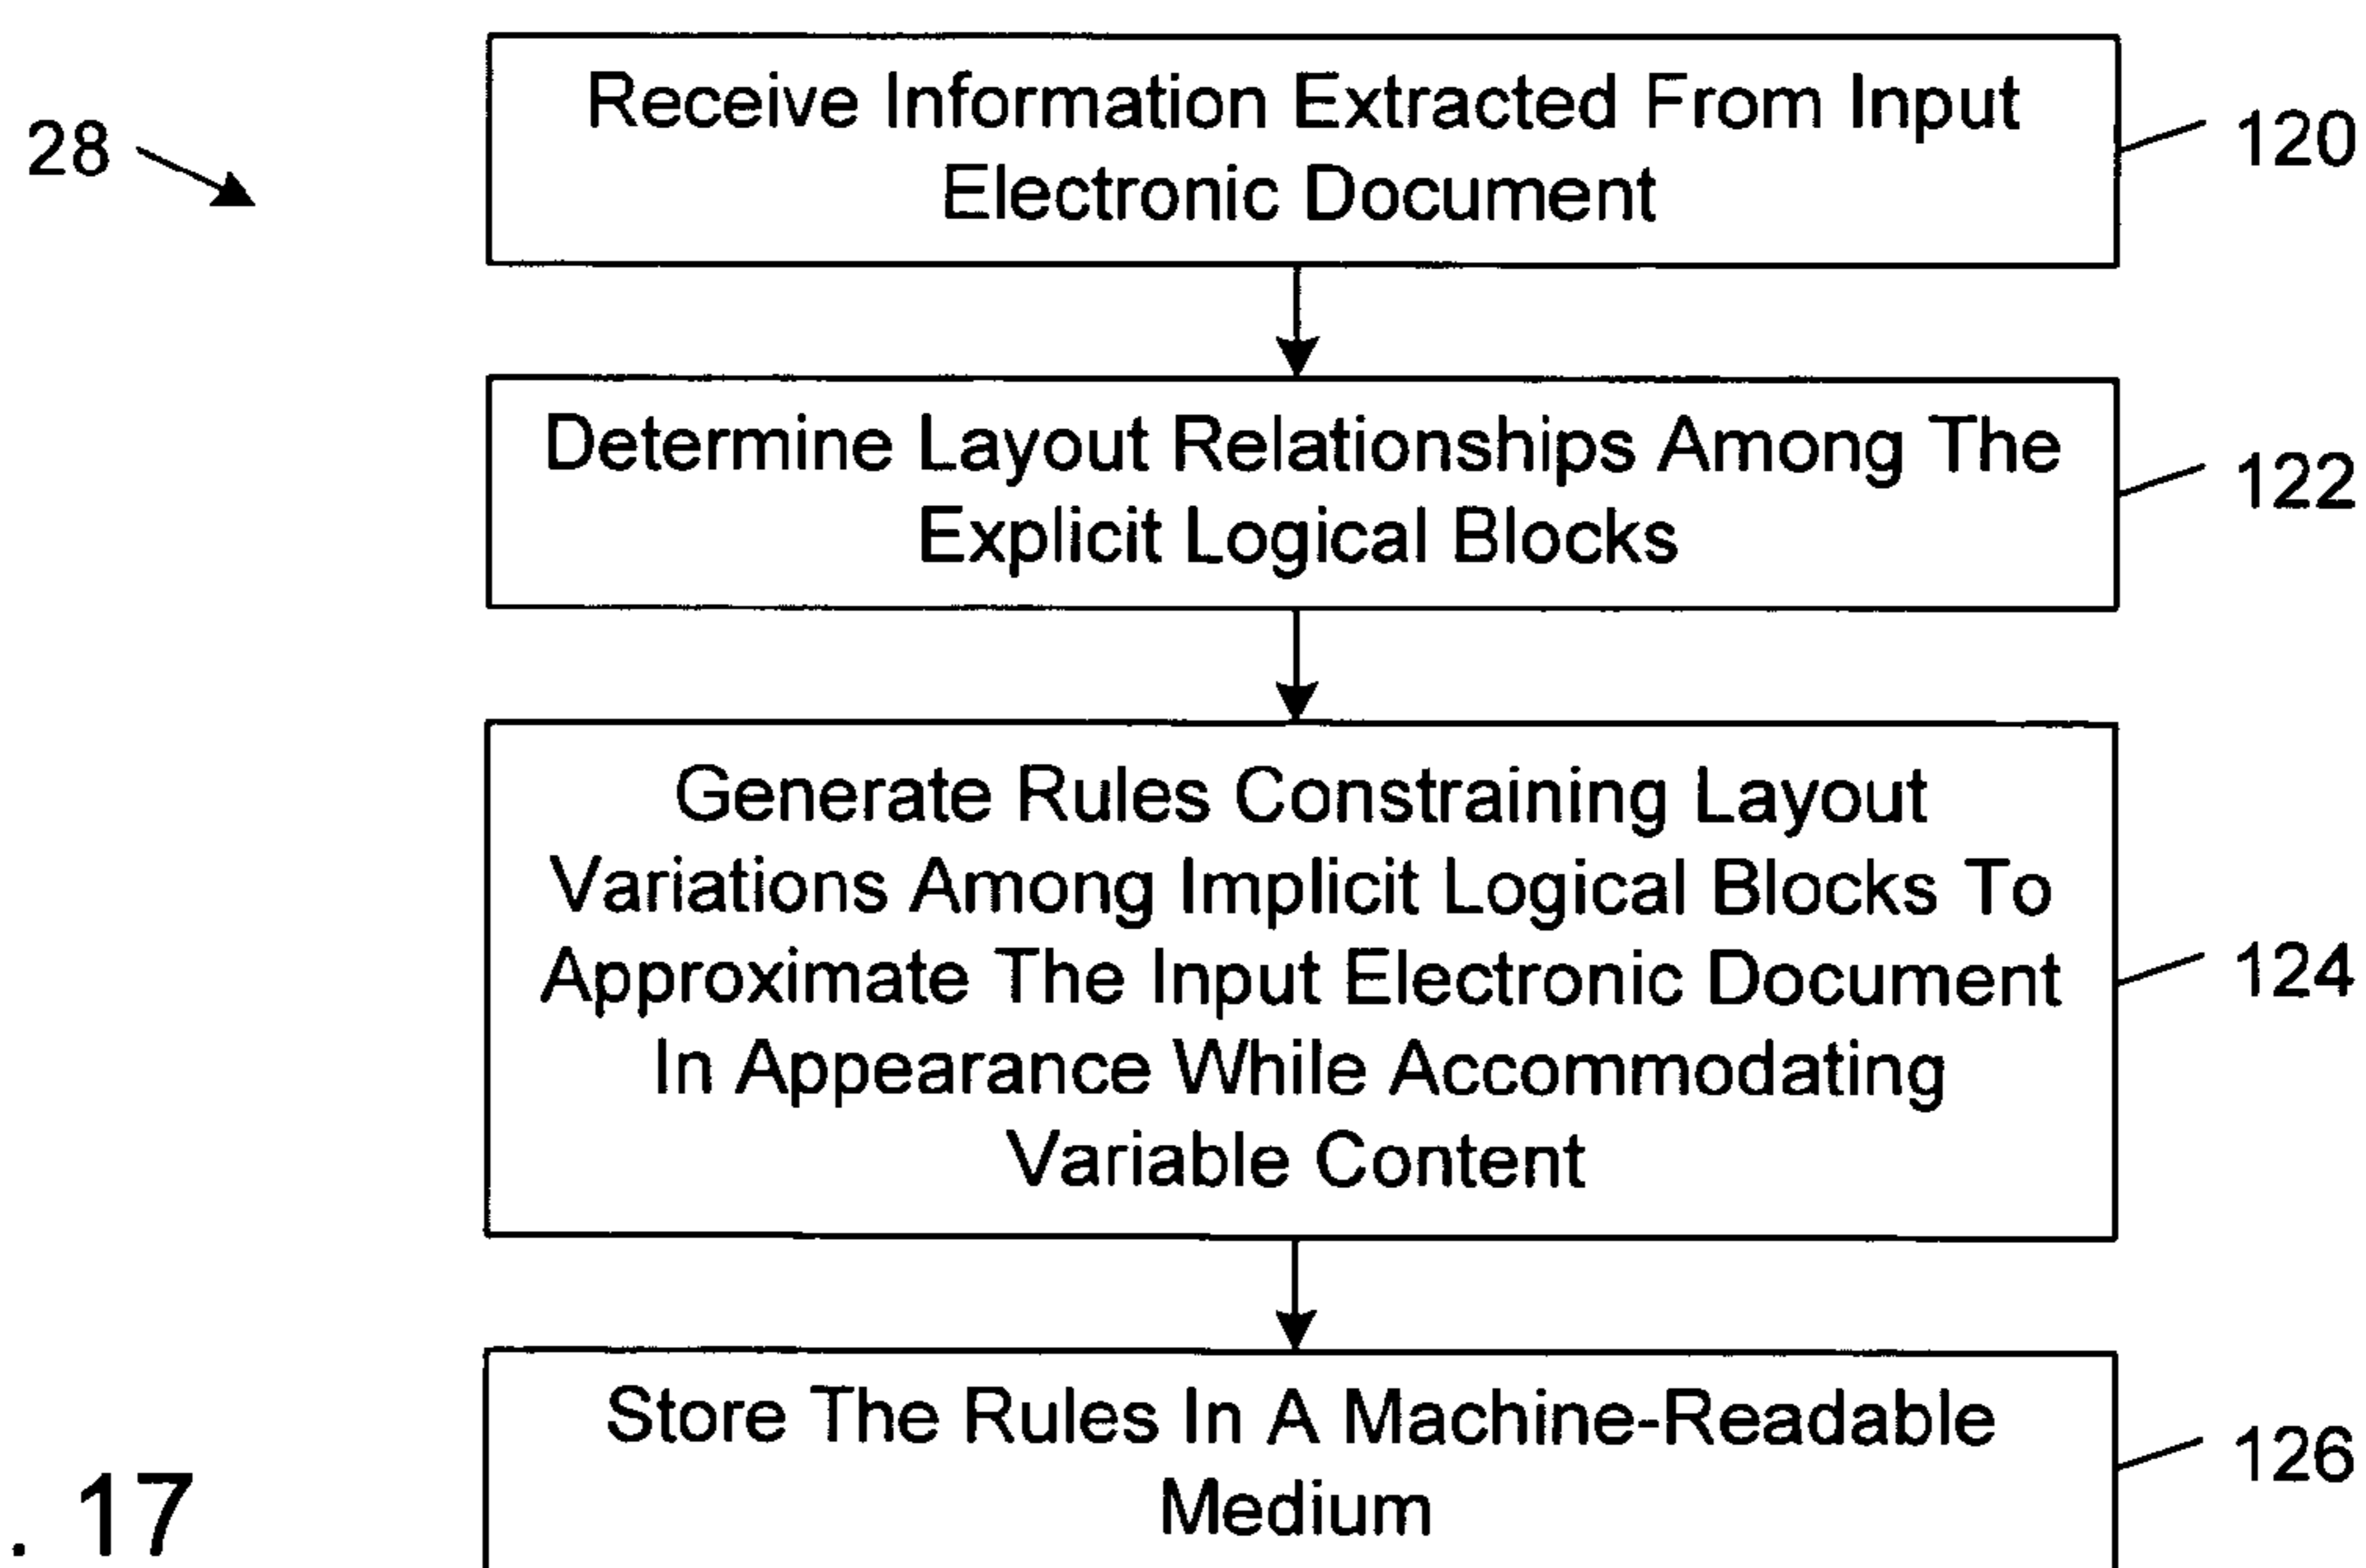 Receive Information Extracted From Input
Electronic Document
120
28
Determine Layout Relationships Among The
Explicit Logical Blocks
122
Generate Rules Constraining Layout
Variations Among Implicit Logical Blocks To
Approximate The Input Electronic Document
In Appearance While Accommodating
Variable Content
124
Store The Rules In A Machine-Readable
Medium
126
. 17